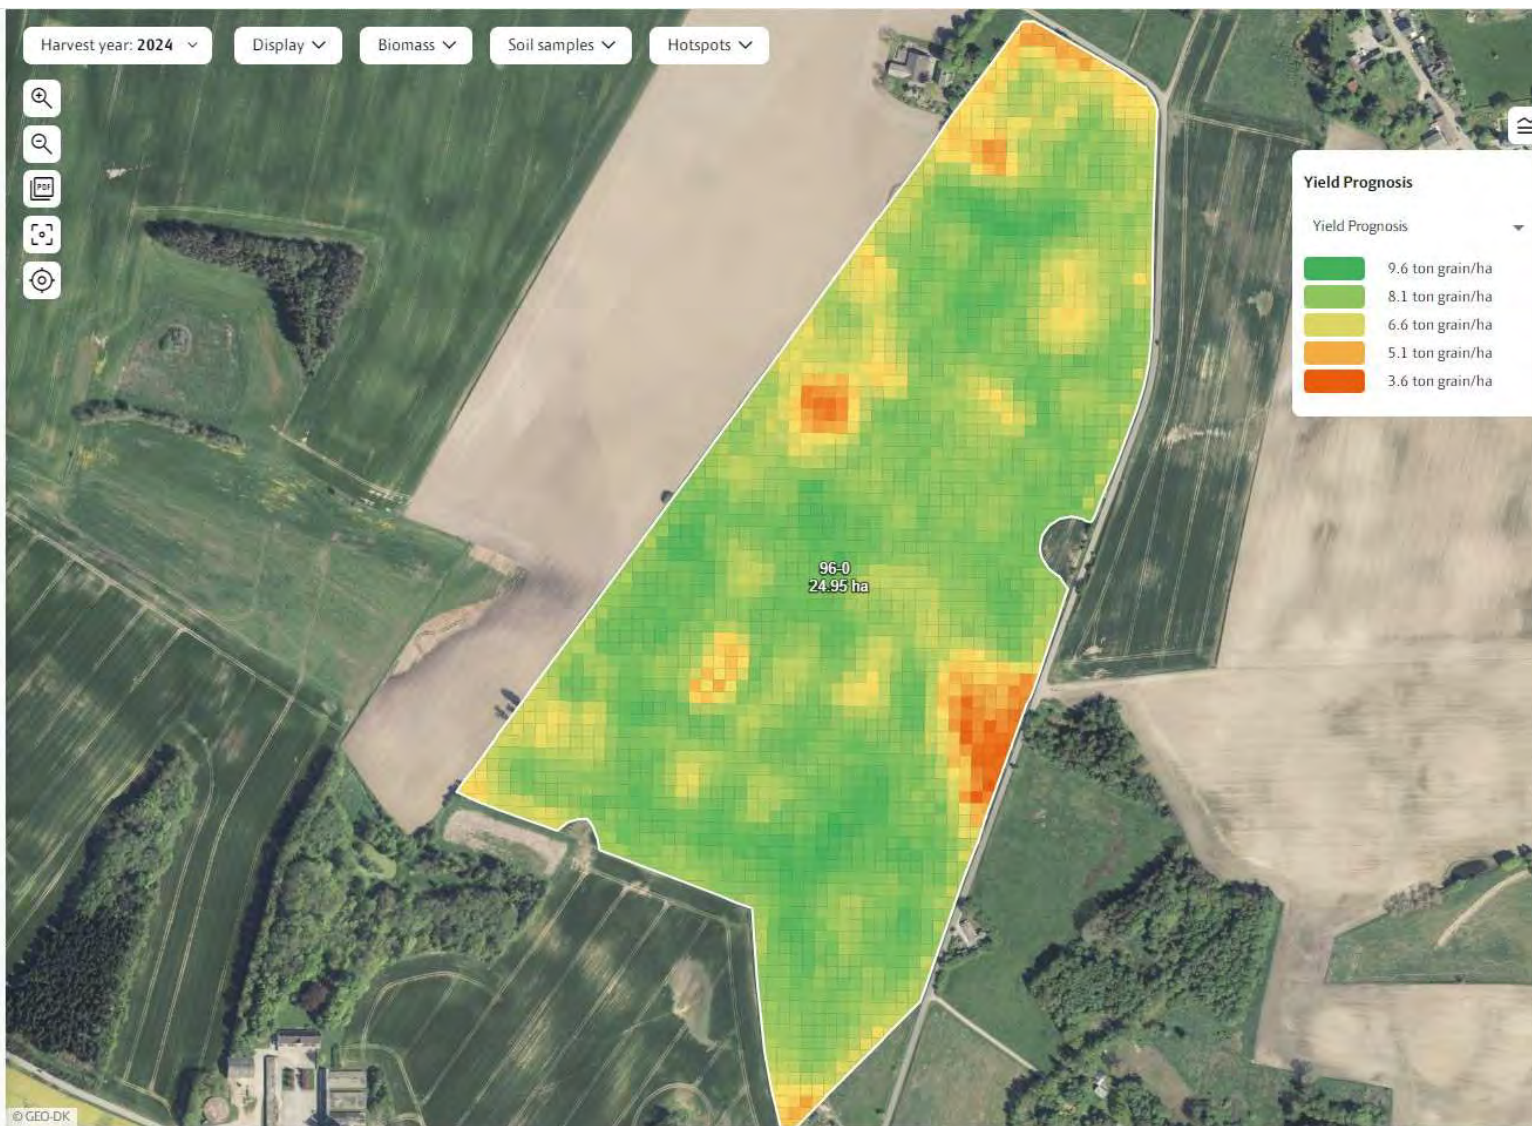 Harvest year: 2024
Display
Biomass
Soil samples
Hotspots
PDF
Yield Prognosis
Yield Prognosis
9.6 ton grain/ha
8.1 ton grain/ha
6.6 ton grain/ha
5.1 ton grain/ha
3.6 ton grain/ha
96-0
24.95 ha
© GEO-DK